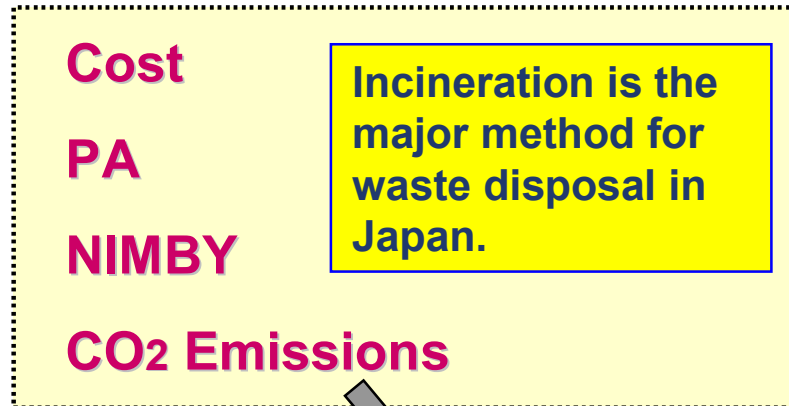 Cost
PA
NIMBY
CO2 Emissions
Incineration is the
major method for
waste disposal in
Japan.